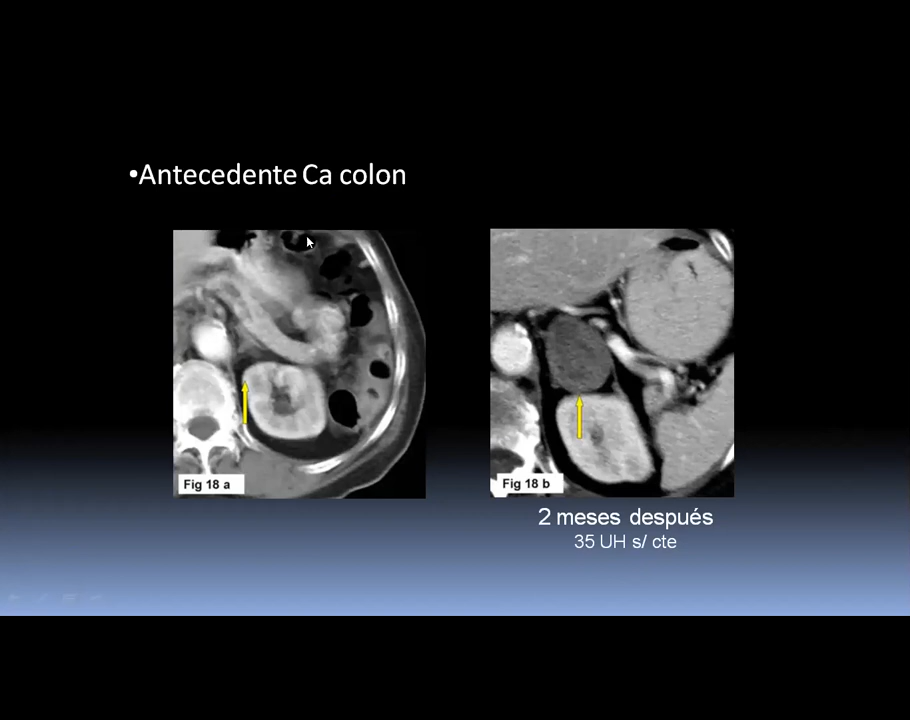 •Antecedente Ca colon
Fig 18 a
Fig 18 b
2 meses después
35 UH s/ cte